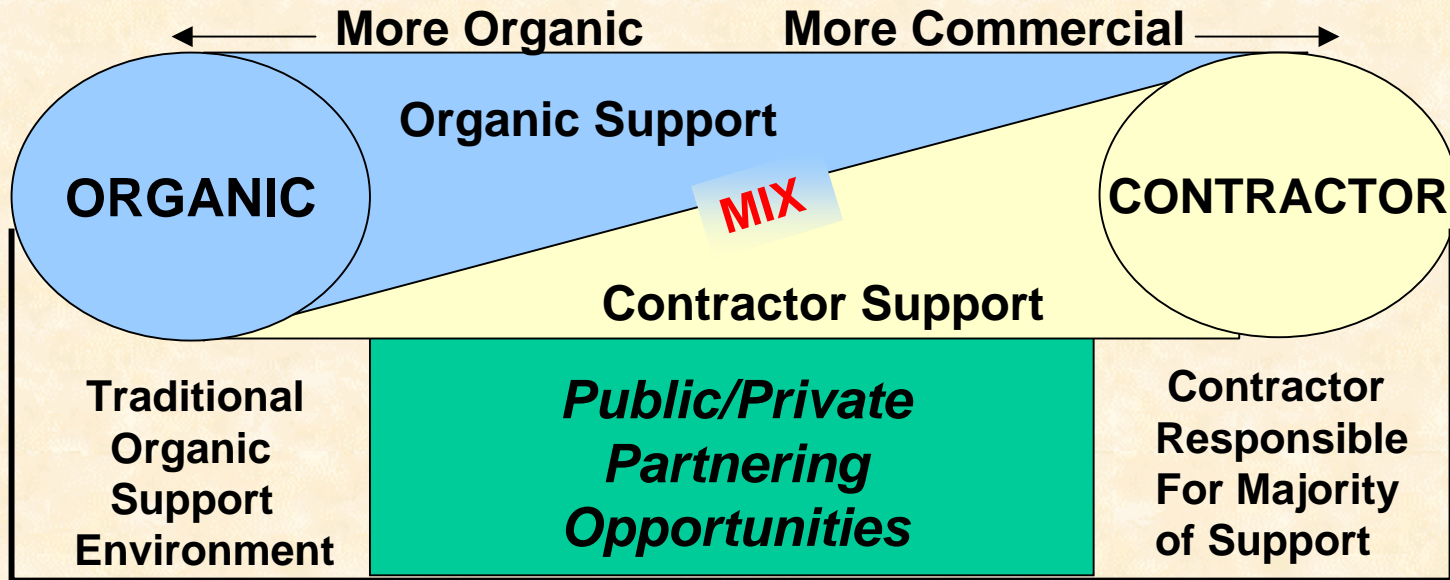 More Organic More Commercial
Organic Support
ORGANIC
MIX
CONTRACTOR
Contractor Support
Traditional
Organic
Support
Environment
Public/Private
Partnering
Opportunities
Contractor
Responsible
For Majority
of Support